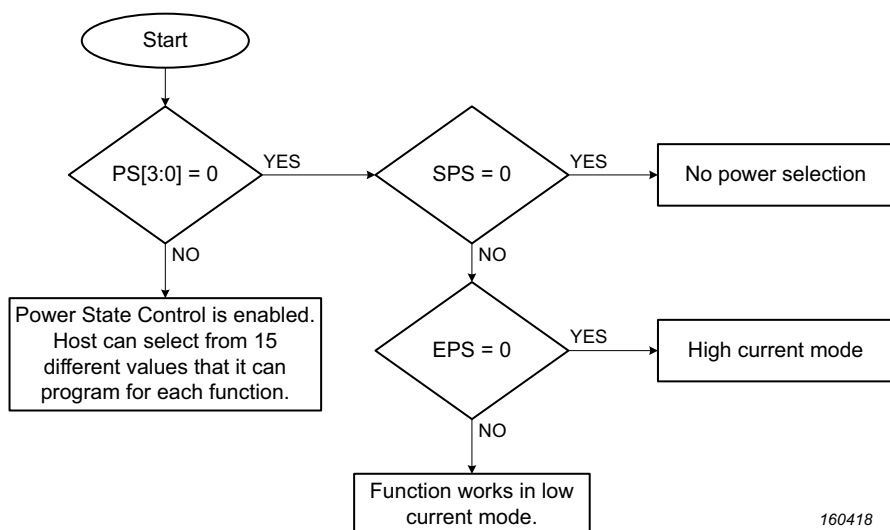 Start
PS[3:0] = 0
YES
SPS = 0
YES
No power selection
NO
NO
Power State Control is enabled.
Host can select from 15
different values that it can
program for each function.
EPS = 0
YES
High current mode
NO
Function works in low
current mode.
160418